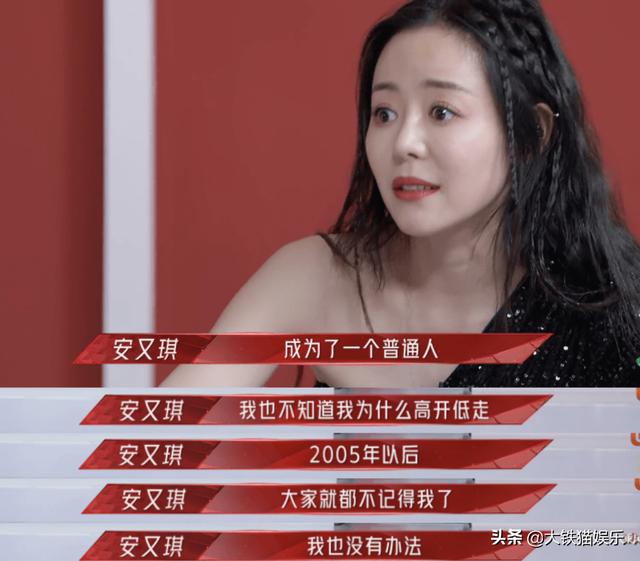 安又琪 成为了一个普通人
安又琪 我也不知道我为什么高开低走
安又琪 2005年以后
安又琪 大家就都不记得我了
安又琪 我也没有办法
头条 @大铁猫娱乐